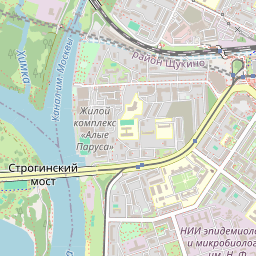 Химка
Канал им. Москвы
район Щукино
Жилой
комплекс
«Алые
Паруса»
Строгинский
мост
НИИ эпидемиол
и микробиолог
им. Н. Ф.